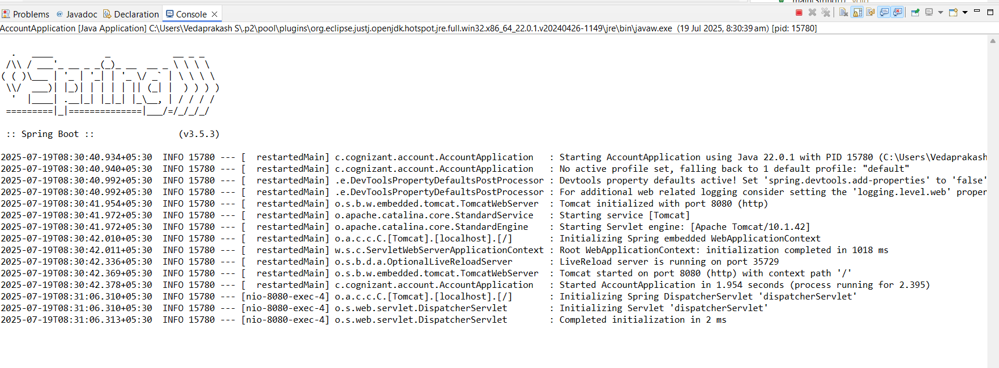 main(String[]) : void
Problems @ Javadoc Declaration Console
AccountApplication [Java Application] C:\Users\Vedaprakash S\.p2\pool\plugins\org.eclipse.justj.openjdk.hotspot.jre.full.win32.x86_64_22.0.1.v20240426-1149\jre\bin\javaw.exe (19 Jul 2025, 8:30:39 am) [pid: 15780]
  .   ____          _            __ _ _
 /\\ / ___'_ __ _ _(_)_ __  __ _ \ \ \ \
( ( )\___ | '_ | '_| | '_ \/ _` | \ \ \ \
 \\/  ___)| |_)| | | | | || (_| |  ) ) ) )
  '  |____| .__|_| |_|_| |_\__, | / / / /
 =========|_|==============|___/=/_/_/_/
 :: Spring Boot ::                (v3.5.3)
2025-07-19T08:30:40.934+05:30  INFO 15780 --- [  restartedMain] c.cognizant.account.AccountApplication   : Starting AccountApplication using Java 22.0.1 with PID 15780 (C:\Users\Vedaprakash
2025-07-19T08:30:40.940+05:30  INFO 15780 --- [  restartedMain] c.cognizant.account.AccountApplication   : No active profile set, falling back to 1 default profile: "default"
2025-07-19T08:30:40.992+05:30  INFO 15780 --- [  restartedMain] .e.DevToolsPropertyDefaultsPostProcessor : Devtools property defaults active! Set 'spring.devtools.add-properties' to 'false'
2025-07-19T08:30:40.992+05:30  INFO 15780 --- [  restartedMain] .e.DevToolsPropertyDefaultsPostProcessor : For additional web related logging consider setting the 'logging.level.web' proper
2025-07-19T08:30:41.954+05:30  INFO 15780 --- [  restartedMain] o.s.b.w.embedded.tomcat.TomcatWebServer  : Tomcat initialized with port 8080 (http)
2025-07-19T08:30:41.972+05:30  INFO 15780 --- [  restartedMain] o.apache.catalina.core.StandardService   : Starting service [Tomcat]
2025-07-19T08:30:41.972+05:30  INFO 15780 --- [  restartedMain] o.apache.catalina.core.StandardEngine    : Starting Servlet engine: [Apache Tomcat/10.1.42]
2025-07-19T08:30:42.010+05:30  INFO 15780 --- [  restartedMain] o.a.c.c.C.[Tomcat].[localhost].[/]       : Initializing Spring embedded WebApplicationContext
2025-07-19T08:30:42.011+05:30  INFO 15780 --- [  restartedMain] w.s.c.ServletWebServerApplicationContext : Root WebApplicationContext: initialization completed in 1018 ms
2025-07-19T08:30:42.336+05:30  INFO 15780 --- [  restartedMain] o.s.b.d.a.OptionalLiveReloadServer       : LiveReload server is running on port 35729
2025-07-19T08:30:42.369+05:30  INFO 15780 --- [  restartedMain] o.s.b.w.embedded.tomcat.TomcatWebServer  : Tomcat started on port 8080 (http) with context path '/'
2025-07-19T08:30:42.378+05:30  INFO 15780 --- [  restartedMain] c.cognizant.account.AccountApplication   : Started AccountApplication in 1.954 seconds (process running for 2.395)
2025-07-19T08:31:06.310+05:30  INFO 15780 --- [nio-8080-exec-4] o.a.c.c.C.[Tomcat].[localhost].[/]       : Initializing Spring DispatcherServlet 'dispatcherServlet'
2025-07-19T08:31:06.310+05:30  INFO 15780 --- [nio-8080-exec-4] o.s.web.servlet.DispatcherServlet        : Initializing Servlet 'dispatcherServlet'
2025-07-19T08:31:06.313+05:30  INFO 15780 --- [nio-8080-exec-4] o.s.web.servlet.DispatcherServlet        : Completed initialization in 2 ms